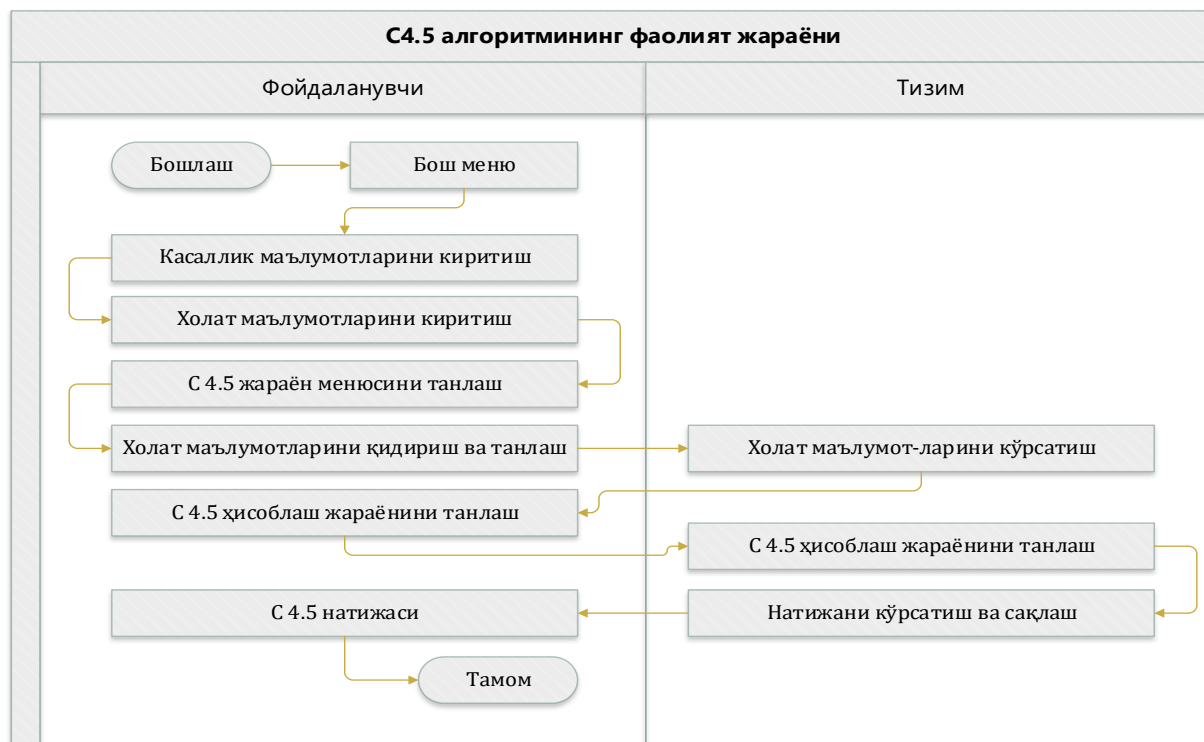 С4.5 алгоритмининг фаолият жараёни
Фойдаланувчи
Тизим
Бошлаш
Бош меню
Касаллик маълумотларини киритиш
Холат маълумотларини киритиш
С 4.5 жараён менюсини танлаш
Холат маълумотларини қидириш ва танлаш
Холат маълумот-ларини кўрсатиш
С 4.5 ҳисоблаш жараёнини танлаш
С 4.5 ҳисоблаш жараёнини танлаш
Натижани кўрсатиш ва сақлаш
С 4.5 натижаси
Тамом